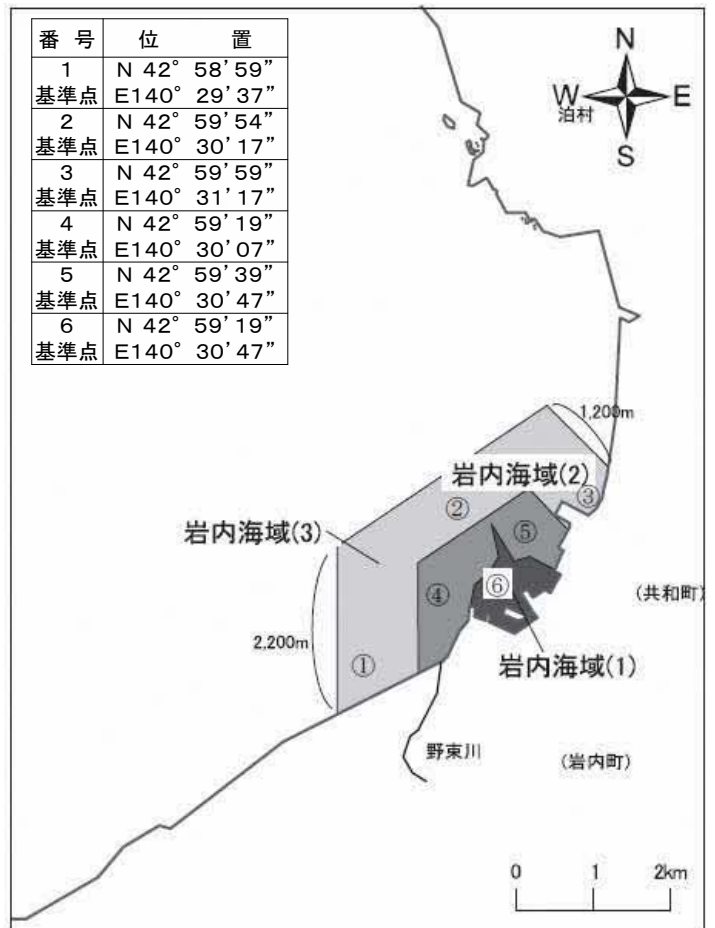 番 号 位 置
1 N 42° 58’59”
基準点 E140° 29’37”
2 N 42° 59’54”
基準点 E140° 30’17”
3 N 42° 59’59”
基準点 E140° 31’17”
4 N 42° 59’19”
基準点 E140° 30’07”
5 N 42° 59’39”
基準点 E140° 30’47”
6 N 42° 59’19”
基準点 E140° 30’47”
N
W E
泊村
S
1,200m
岩内海域(2)
③
②
岩内海域(3)
⑤
⑥
④
(共和町)
2,200m
①
岩内海域(1)
野束川
(岩内町)
0 1 2km